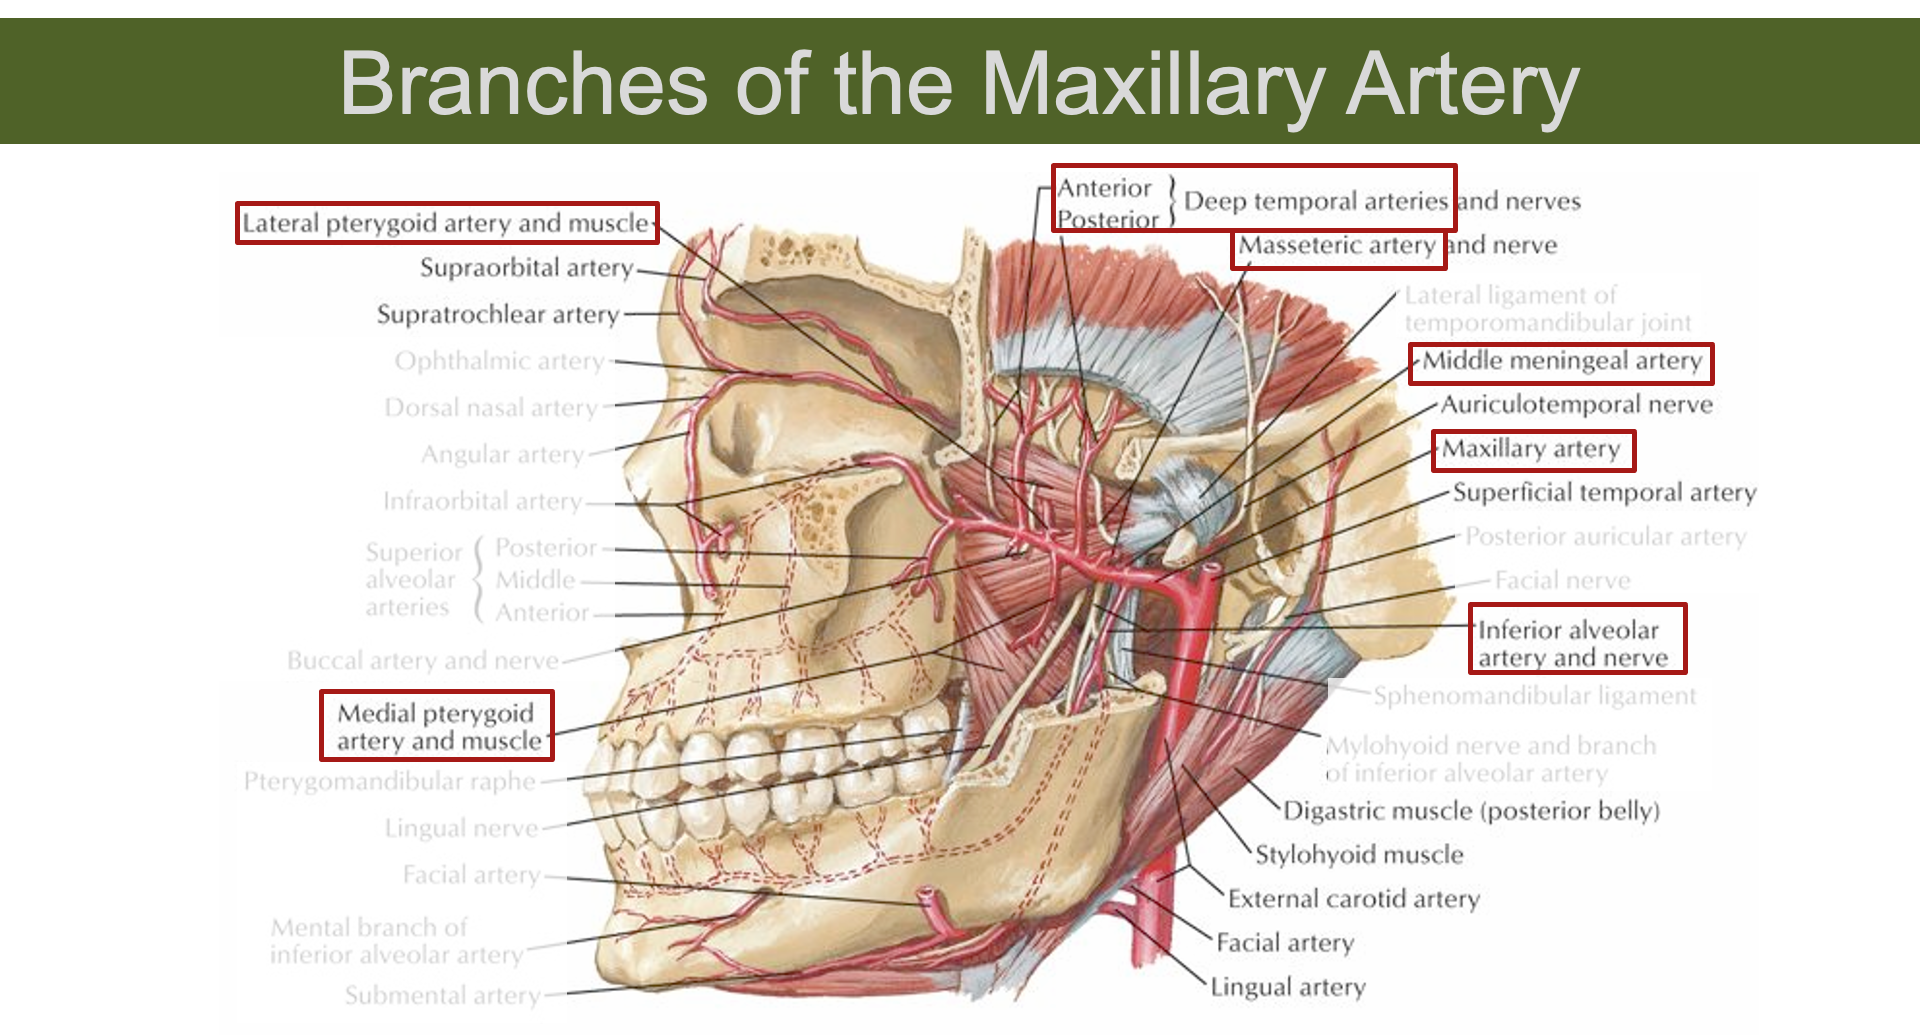 Branches of the Maxillary Artery
Lateral pterygoid artery and muscle
Supraorbital artery
Supratrochlear artery
Ophthalmic artery
Dorsal nasal artery
Angular artery
Infraorbital artery
Superior
alveolar
arteries
Posterior
Middle
Anterior
Buccal artery and nerve
Medial pterygoid
artery and muscle
Pterygomandibular raphe
Lingual nerve
Facial artery
Mental branch of
inferior alveolar artery
Submental artery
Anterior
Posterior
Deep temporal arteries and nerves
Masseteric artery and nerve
Lateral ligament of
temporomandibular joint
Middle meningeal artery
Auriculotemporal nerve
Maxillary artery
Superficial temporal artery
Posterior auricular artery
Facial nerve
Inferior alveolar
artery and nerve
Sphenomandibular ligament
Mylohyoid nerve and branch
of inferior alveolar artery
Digastric muscle (posterior belly)
Stylohyoid muscle
External carotid artery
Facial artery
Lingual artery